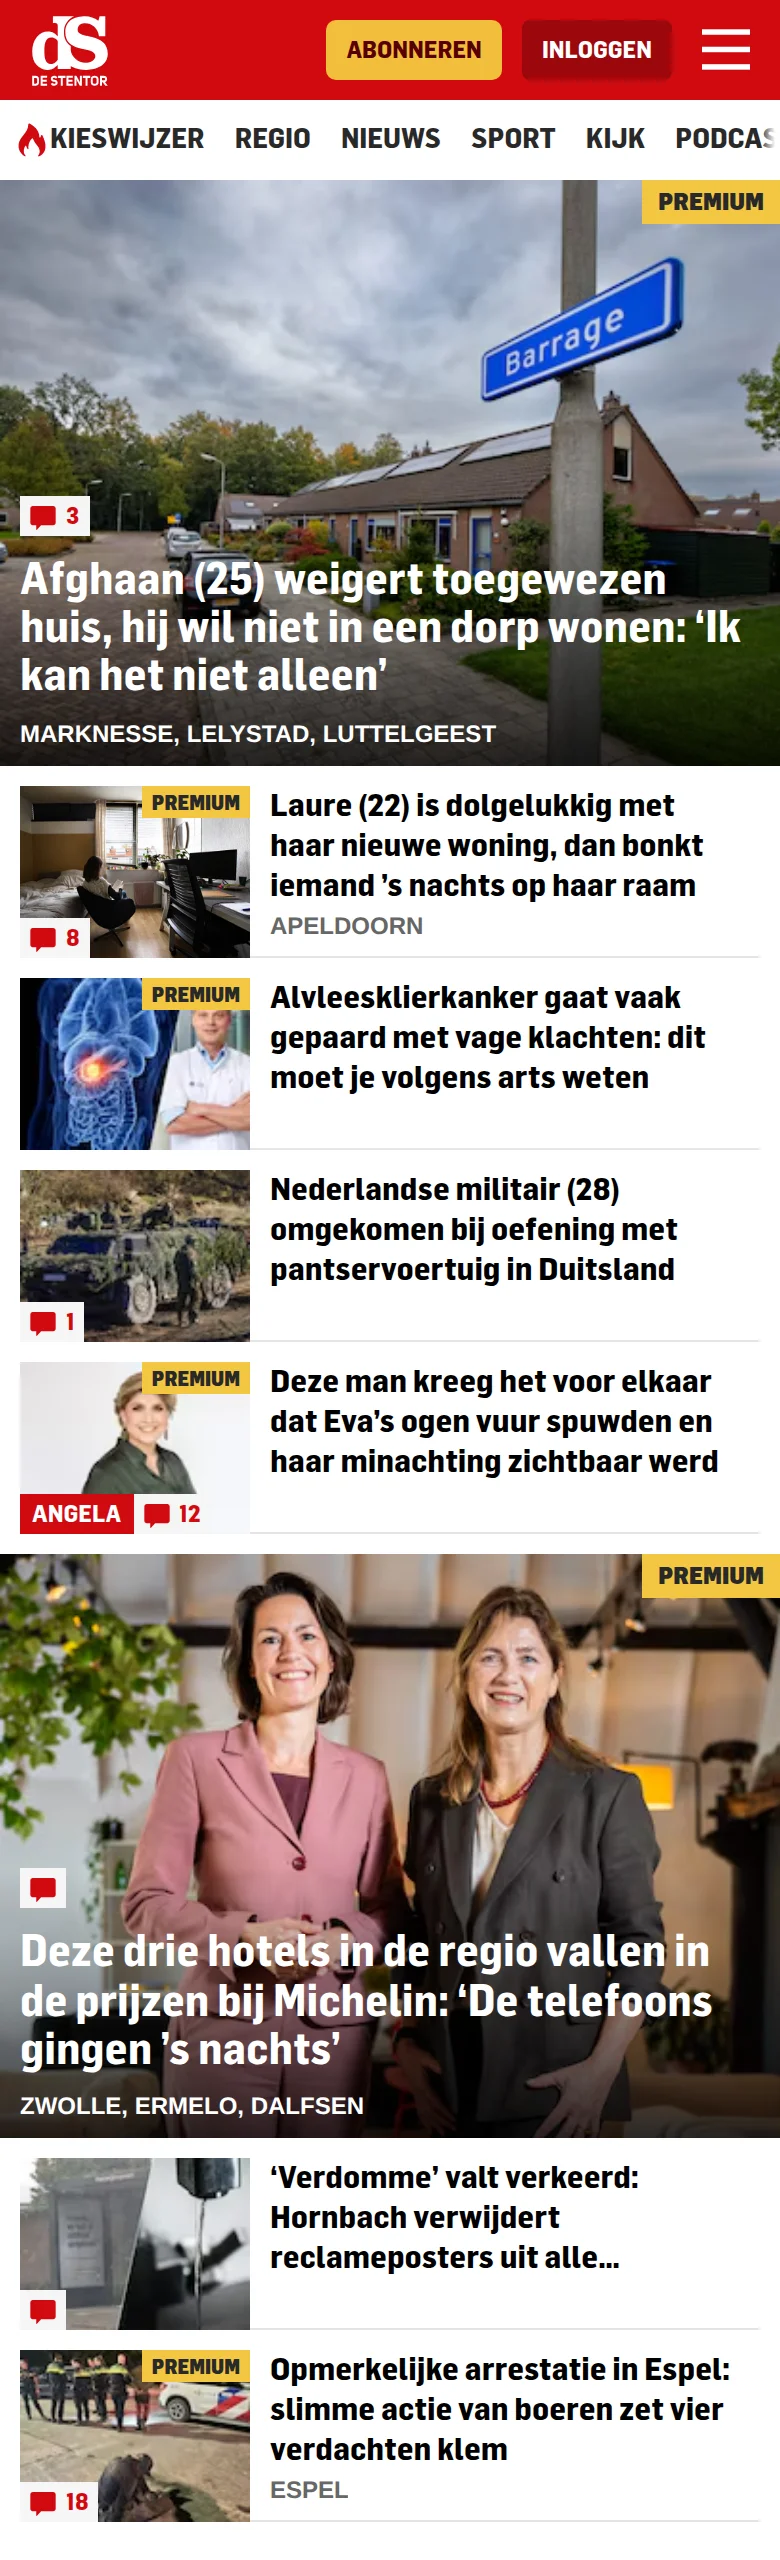 dS
DE STENTOR
ABONNEREN
INLOGGEN
KIESWIJZER REGIO NIEUWS SPORT KIJK PODCAS
PREMIUM
Barrage
3
Afghaan (25) weigert toegewezen
huis, hij wil niet in een dorp wonen: ‘Ik
kan het niet alleen’
MARKNESSE, LELYSTAD, LUTTELGEEST
PREMIUM
8
Laure (22) is dolgelukkig met
haar nieuwe woning, dan bonkt
iemand ’s nachts op haar raam
APELDOORN
PREMIUM
Alvleesklierkanker gaat vaak
gepaard met vage klachten: dit
moet je volgens arts weten
1
Nederlandse militair (28)
omgekomen bij oefening met
pantservoertuig in Duitsland
PREMIUM
ANGELA
12
Deze man kreeg het voor elkaar
dat Eva’s ogen vuur spuwden en
haar minachting zichtbaar werd
PREMIUM
Deze drie hotels in de regio vallen in
de prijzen bij Michelin: ‘De telefoons
gingen ’s nachts’
ZWOLLE, ERMELO, DALFSEN
‘Verdomme’ valt verkeerd:
Hornbach verwijdert
reclameposters uit alle...
PREMIUM
18
Opmerkelijke arrestatie in Espel:
slimme actie van boeren zet vier
verdachten klem
ESPEL